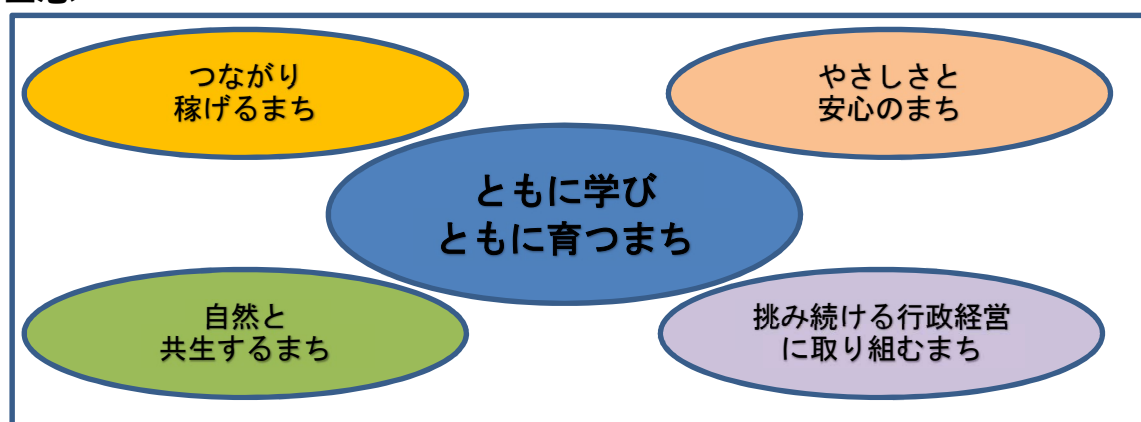 つながり
稼げるまち
やさしさと
安心のまち
ともに学び
ともに育つまち
自然と
共生するまち
挑み続ける行政経営
に取り組むまち